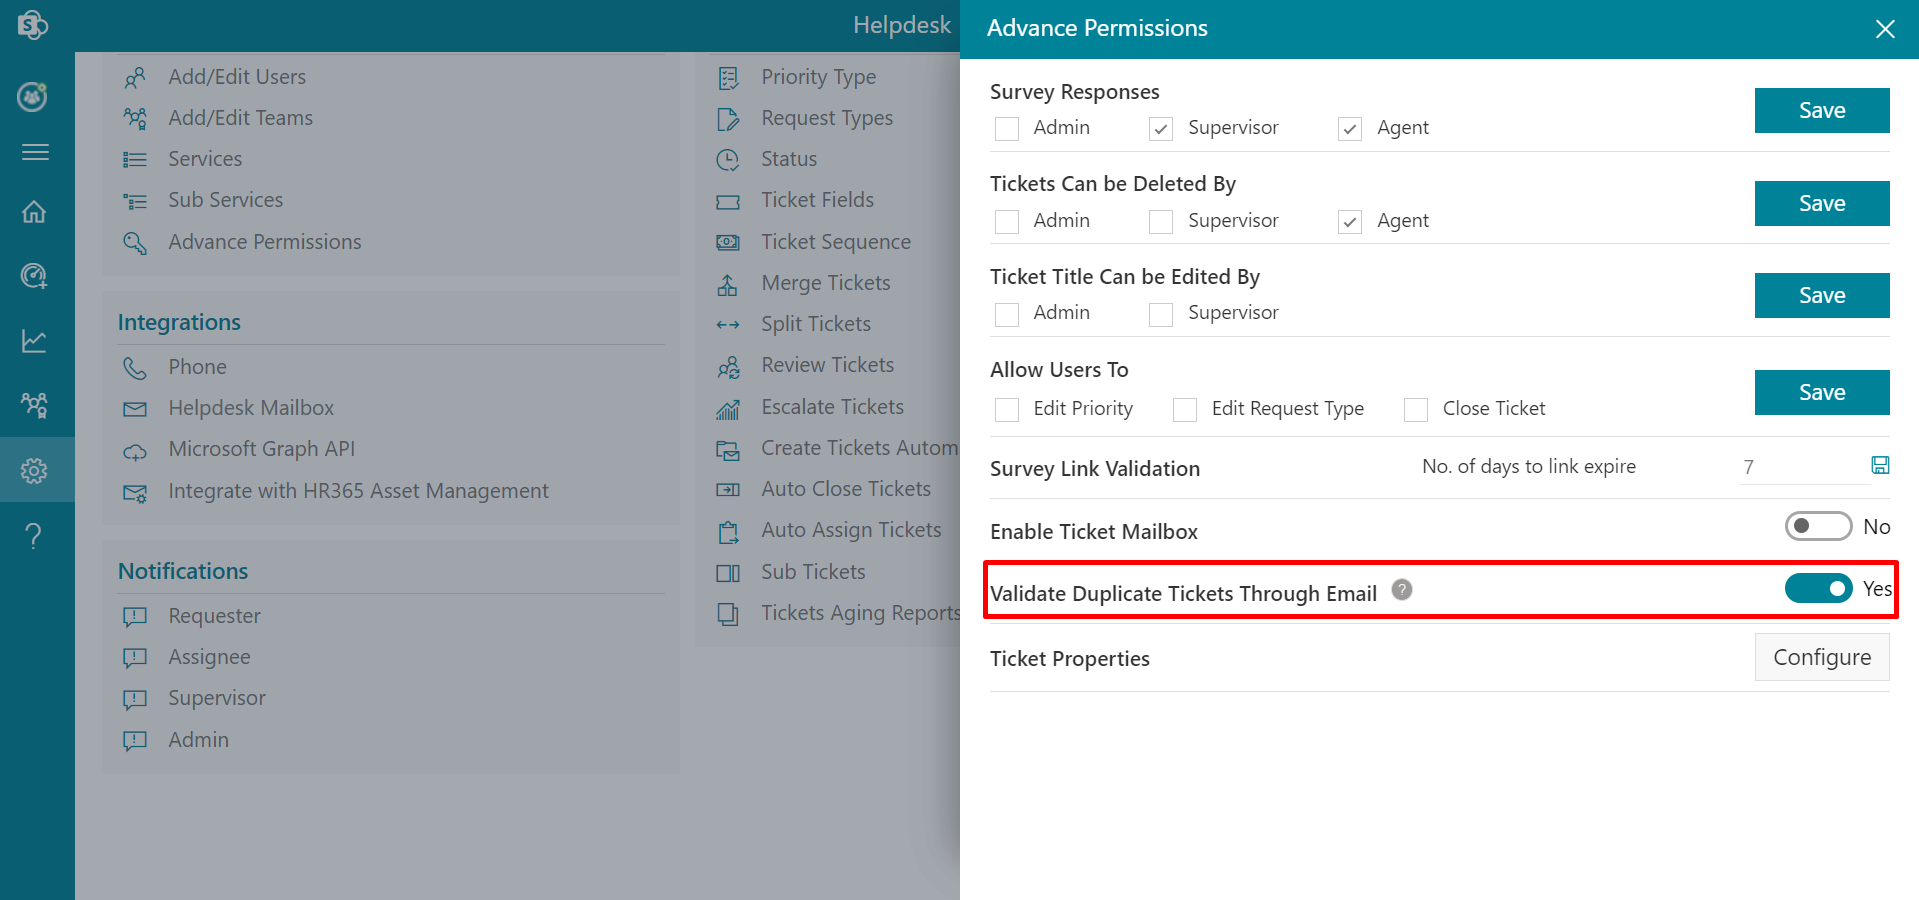 Helpdesk
Add/Edit Users
Add/Edit Teams
Services
Sub Services
Advance Permissions
Integrations
Phone
Helpdesk Mailbox
Microsoft Graph API
Integrate with HR365 Asset Management
Notifications
Requester
Assignee
Supervisor
Admin
Priority Type
Request Types
Status
Ticket Fields
Ticket Sequence
Merge Tickets
Split Tickets
Review Tickets
Escalate Tickets
Create Tickets Autom
Auto Close Tickets
Auto Assign Tickets
Sub Tickets
Tickets Aging Reports
Advance Permissions
Survey Responses
Admin Supervisor Agent Save
Tickets Can be Deleted By
Admin Supervisor Agent Save
Ticket Title Can be Edited By
Admin Supervisor Save
Allow Users To
Edit Priority Edit Request Type Close Ticket Save
Survey Link Validation No. of days to link expire 7
Enable Ticket Mailbox No
Validate Duplicate Tickets Through Email ? Yes
Ticket Properties Configure